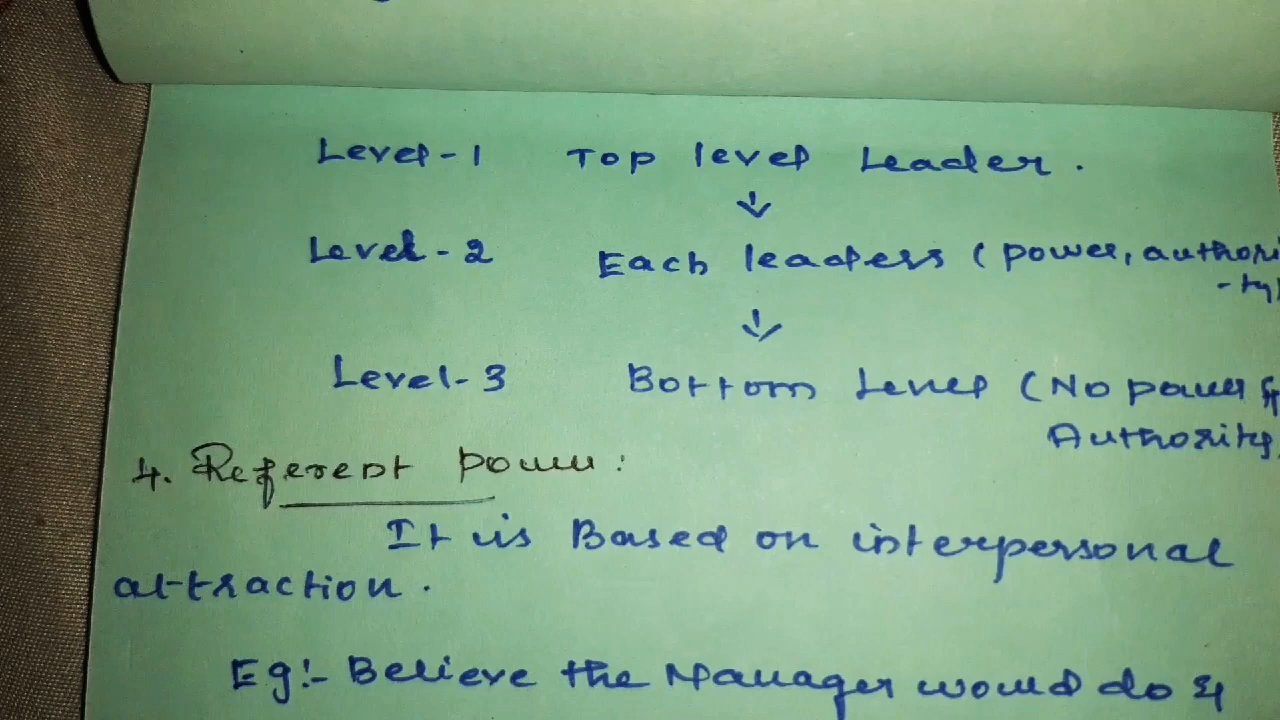 Level-1 Top level Leader.
↓
Level-2 Each leaders (power, authori
-ty)
↓
Level-3 Bottom Level (No power &
Authority
4. Referent power:
It is Based on interpersonal
attraction.
Eg:- Believe the Manager would do &